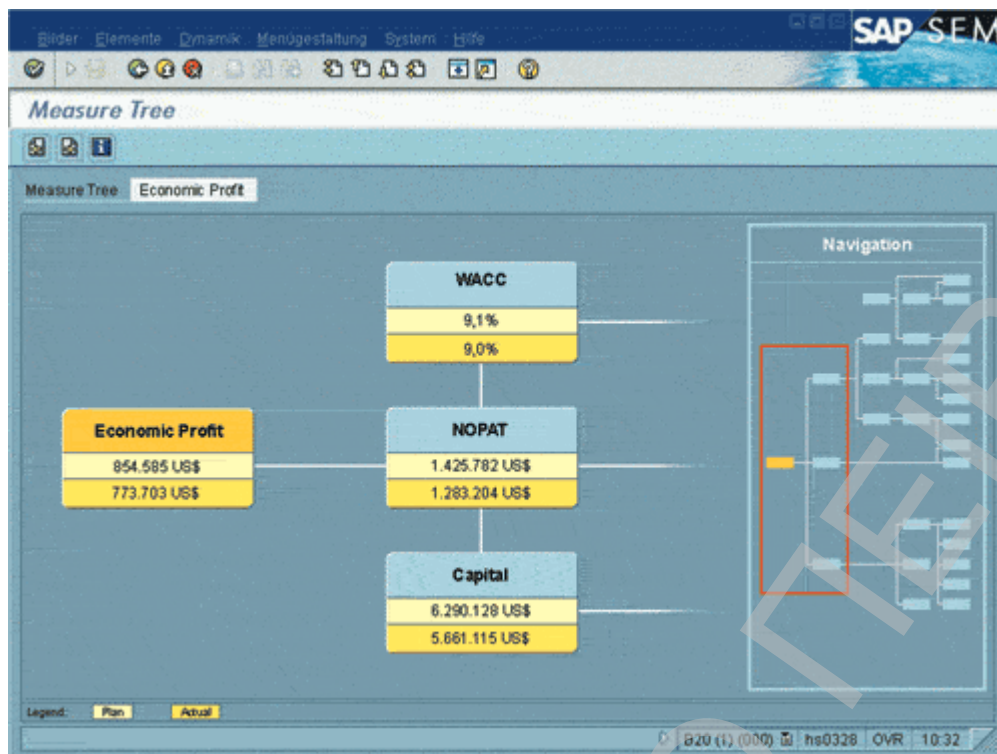 Bilder Elemente Dynamik Menügestaltung System Hilfe
SAP SEM
Measure Tree
Measure Tree Economic Profit
Navigation
WACC
9,1%
9,0%
Economic Profit
854.585 US$
773.703 US$
NOPAT
1.425.782 US$
1.283.204 US$
Capital
6.290.128 US$
5.661.115 US$
Legend: Plan Actual
B20 (1) (000) hs0328 OVR 10:32